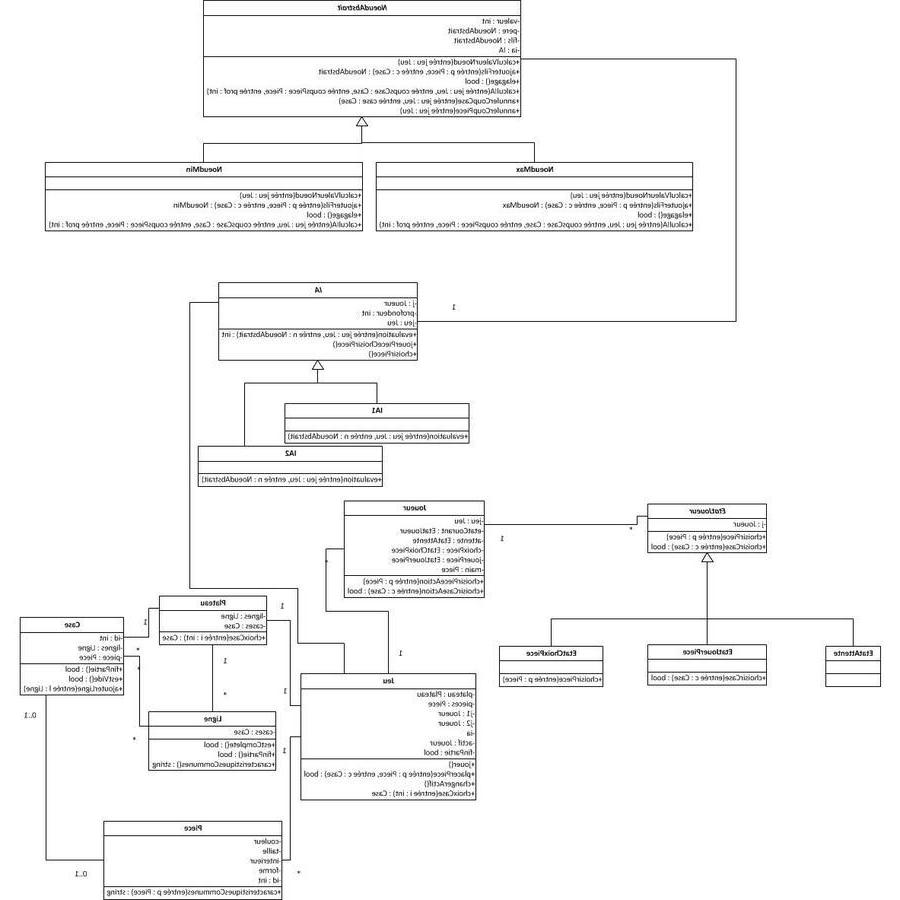 NoeudAbstrait
-valeur : int
-pere : NoeudAbstrait
-fils : NoeudAbstrait
-ia : IA
+calculValeurNoeud(entrée jeu : Jeu)
+ajouterFils(entrée p : Piece, entrée c : Case) : NoeudAbstrait
+elagage() : bool
+calculIA(entrée jeu : Jeu, entrée coupsCase : Case, entrée coupsPiece : Piece, entrée prof : int)
+annulerCoupCase(entrée jeu : Jeu, entrée case : Case)
+annulerCoupPiece(entrée jeu : Jeu)
NoeudMin
+calculValeurNoeud(entrée jeu : Jeu)
+ajouterFils(entrée p : Piece, entrée c : Case) : NoeudMin
+elagage() : bool
+calculIA(entrée jeu : Jeu, entrée coupsCase : Case, entrée coupsPiece : Piece, entrée prof : int)
NoeudMax
+calculValeurNoeud(entrée jeu : Jeu)
+ajouterFils(entrée p : Piece, entrée c : Case) : NoeudMax
+elagage() : bool
+calculIA(entrée jeu : Jeu, entrée coupsCase : Case, entrée coupsPiece : Piece, entrée prof : int)
IA
-j : Joueur
-profondeur : int
-jeu : Jeu
+evaluation(entrée jeu : Jeu, entrée n : NoeudAbstrait) : int
+jouerPieceChoisirPiece()
+choisirPiece()
1
IA1
+evaluation(entrée jeu : Jeu, entrée n : NoeudAbstrait)
IA2
+evaluation(entrée jeu : Jeu, entrée n : NoeudAbstrait)
Joueur
-jeu : Jeu
-etatCourant : EtatJoueur
-attente : EtatAttente
-choixPiece : EtatChoixPiece
-jouerPiece : EtatJouerPiece
-main : Piece
+choisirPieceAction(entrée p : Piece)
+choisirCaseAction(entrée c : Case) : bool
1
*
EtatJoueur
-j : Joueur
+choisirPiece(entrée p : Piece)
+choisirCase(entrée c : Case) : bool
*
1
EtatChoixPiece
+choisirPiece(entrée p : Piece)
EtatJouerPiece
+choisirCase(entrée c : Case) : bool
EtatAttente
Plateau
-lignes : Ligne
-cases : Case
+choixCase(entrée i : int) : Case
1
1
1
*
Case
-id : int
-lignes : Ligne
-piece : Piece
+finPartie() : bool
+estVide() : bool
+ajouterLigne(entrée l : Ligne)
*
*
*
0..1
Ligne
-cases : Case
+estComplete() : bool
+finPartie() : bool
+caracteristiquesCommunes() : string
Jeu
-plateau : Plateau
-pieces : Piece
-j1 : Joueur
-j2 : Joueur
-ia
-actif : Joueur
-finPartie : bool
+jouer()
+placerPiece(entrée p : Piece, entrée c : Case) : bool
+changerActif()
+choixCase(entrée i : int) : Case
1
1
Piece
-couleur
-taille
-interieur
-forme
-id : int
+caracteristiquesCommunes(entrée p : Piece) : string
*
0..1